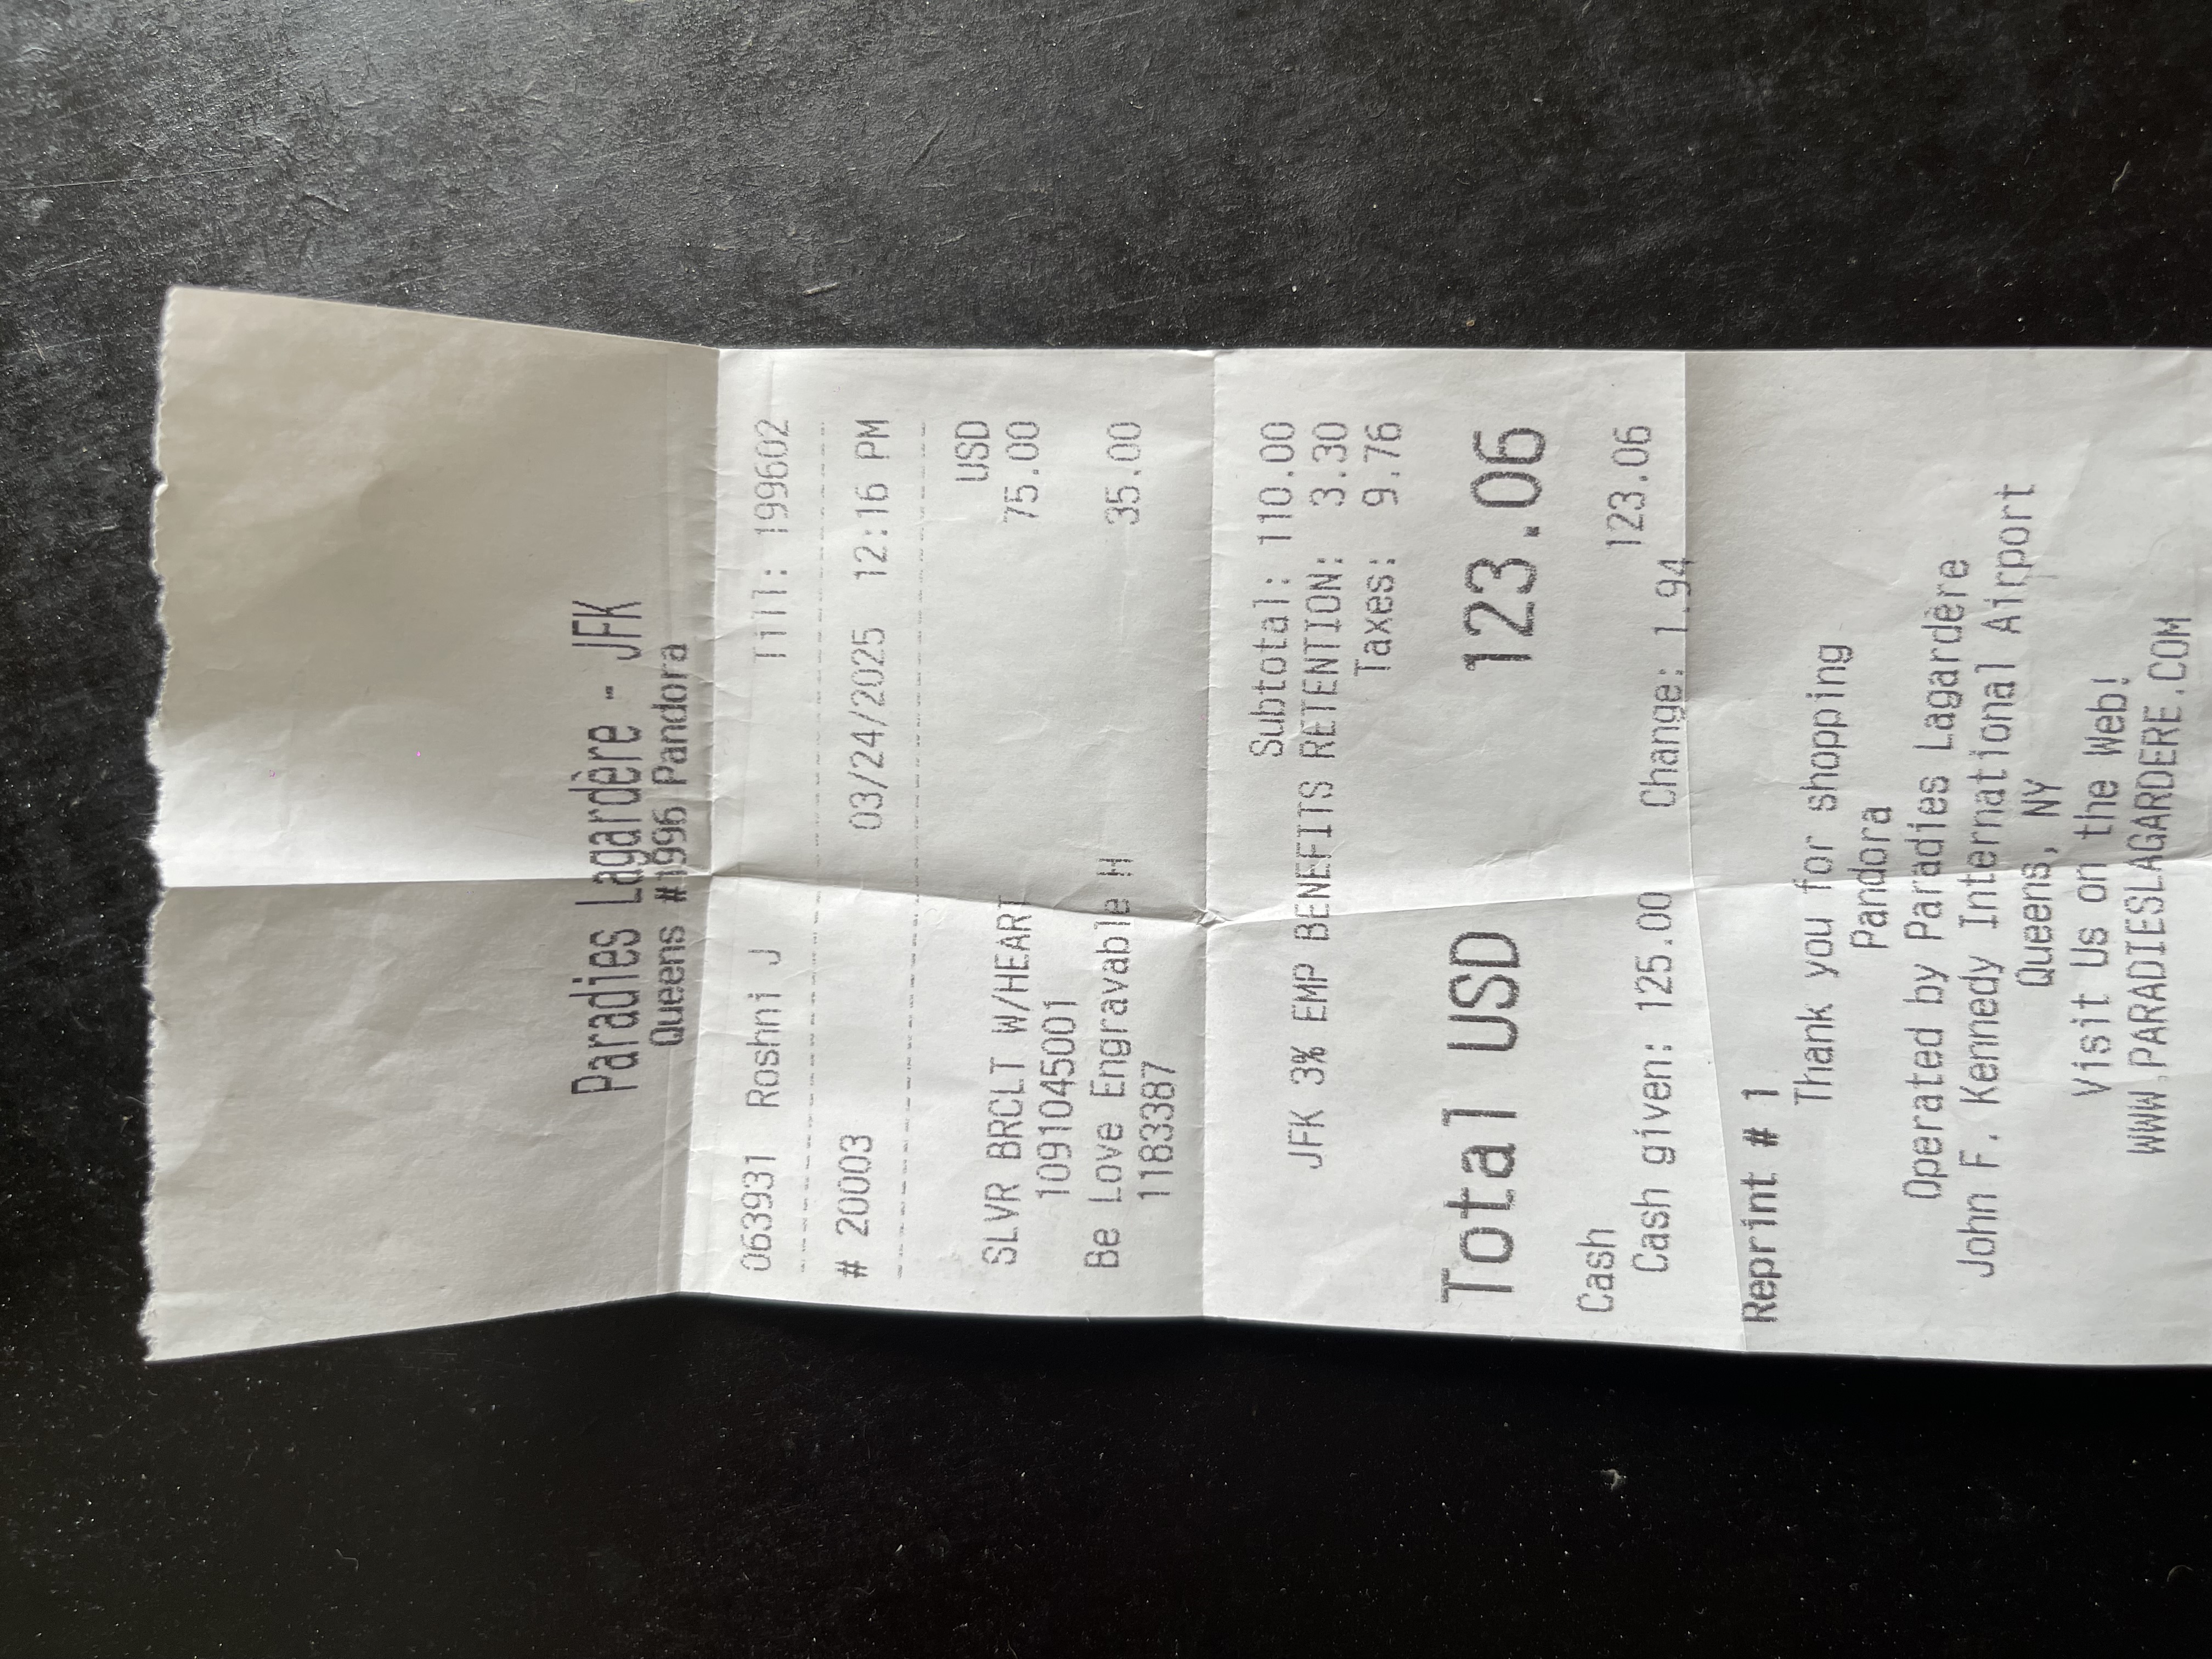 Paradies Lagardère - JFK
Queens #1996 Pandora
0639931 Roshni J Till: 199602
# 20003 03/24/2025 12:16 PM
USD
SLVR BRCLT W/HEART 75.00
1091045001
Be Love Engravable H 35.00
1183387
Subtotal: 110.00
JFK 3% EMP BENEFITS RETENTION: 3.30
Taxes: 9.76
Total USD 123.06
Cash 123.06
Cash given: 125.00 Change: 1.94
Reprint # 1
Thank you for shopping
Pandora
Operated by Paradies Lagardère
John F. Kennedy International Airport
Queens, NY
Visit Us on the Web!
WWW.PARADIESLAGARDERE.COM